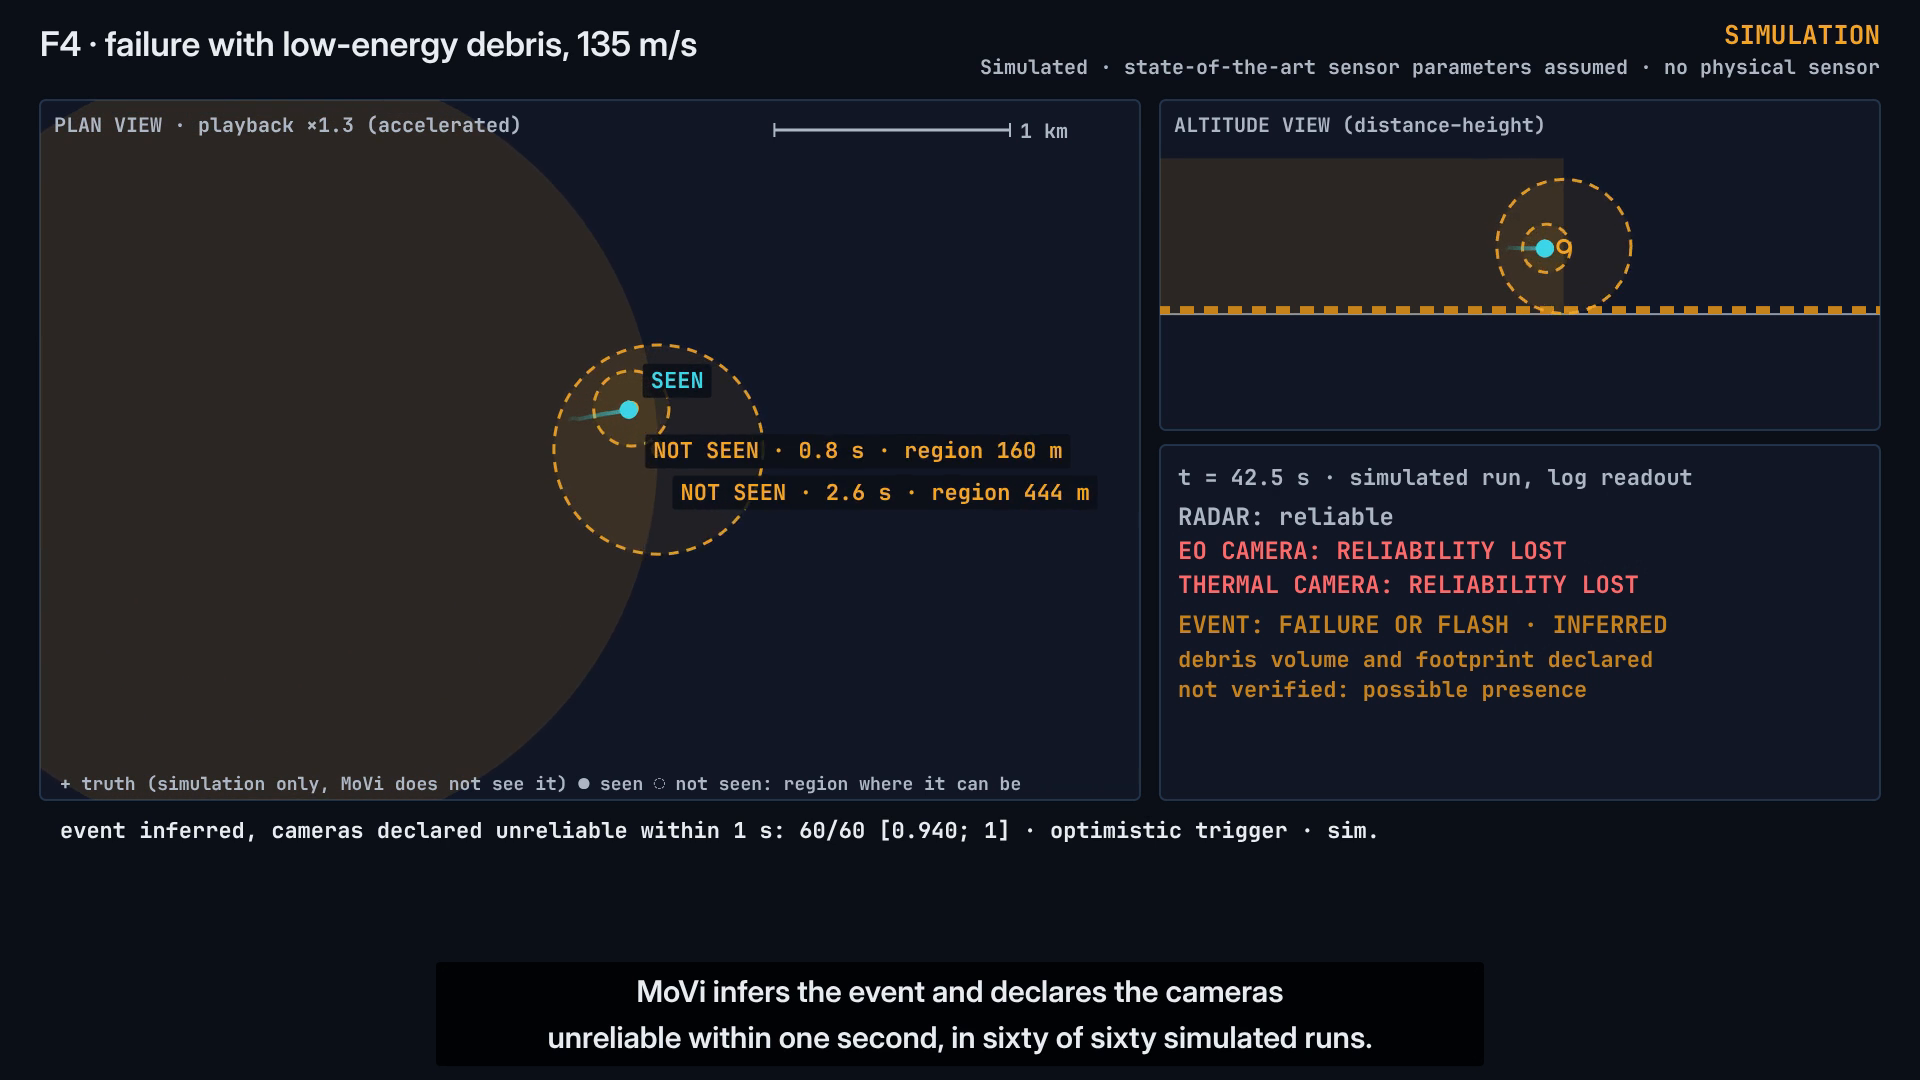 F4 · failure with low-energy debris, 135 m/s
SIMULATION
Simulated · state-of-the-art sensor parameters assumed · no physical sensor
PLAN VIEW · playback ×1.3 (accelerated)
1 km
SEEN
NOT SEEN · 0.8 s · region 160 m
NOT SEEN · 2.6 s · region 444 m
+ truth (simulation only, MoVi does not see it) ● seen ◌ not seen: region where it can be
ALTITUDE VIEW (distance-height)
t = 42.5 s · simulated run, log readout
RADAR: reliable
EO CAMERA: RELIABILITY LOST
THERMAL CAMERA: RELIABILITY LOST
EVENT: FAILURE OR FLASH · INFERRED
debris volume and footprint declared
not verified: possible presence
event inferred, cameras declared unreliable within 1 s: 60/60 [0.940; 1] · optimistic trigger · sim.
MoVi infers the event and declares the cameras
unreliable within one second, in sixty of sixty simulated runs.